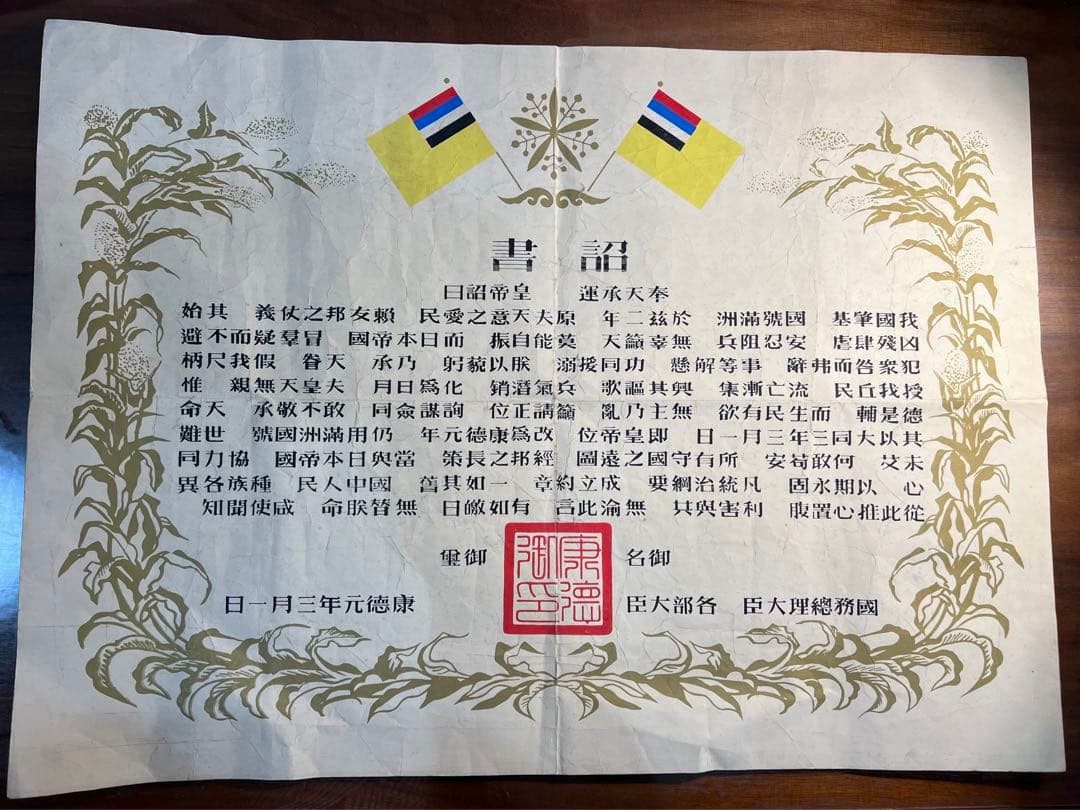 詔書
奉天承運 皇帝詔曰
我國肇基 國號滿洲 於茲二年 原夫天意之愛民 賴友邦之仗義 其始
凶殘肆虐 安忍阻兵 無辜籲天 莫能自振 而日本帝國 冒羣疑而不避
犯衆咎而弗辭 事等解懸 功同援溺 朕以藐躬 乃承 天眷 假我尺柄
授我丘民 流亡漸集 興其謳歌 兵氣潛銷 化爲日月 夫皇天無親 惟
德是輔 而生民有欲 無主乃亂 籲請正位 詢謀僉同 敢不敬承 天命
其以大同三年三月一日 即皇帝位 改爲康德元年 仍用滿洲國號 世難
未艾 何敢苟安 所有守國之遠圖 經邦之長策 當與日本帝國 協力同
心 以期永固 凡統治綱要 成立約章 一如其舊 國中人民 種族各異
從此推心置腹 利害與共 無渝此言 有如皦日 無替朕命 咸使聞知
御名 御璽
康德御印
國務總理大臣 各部大臣 康德元年三月一日